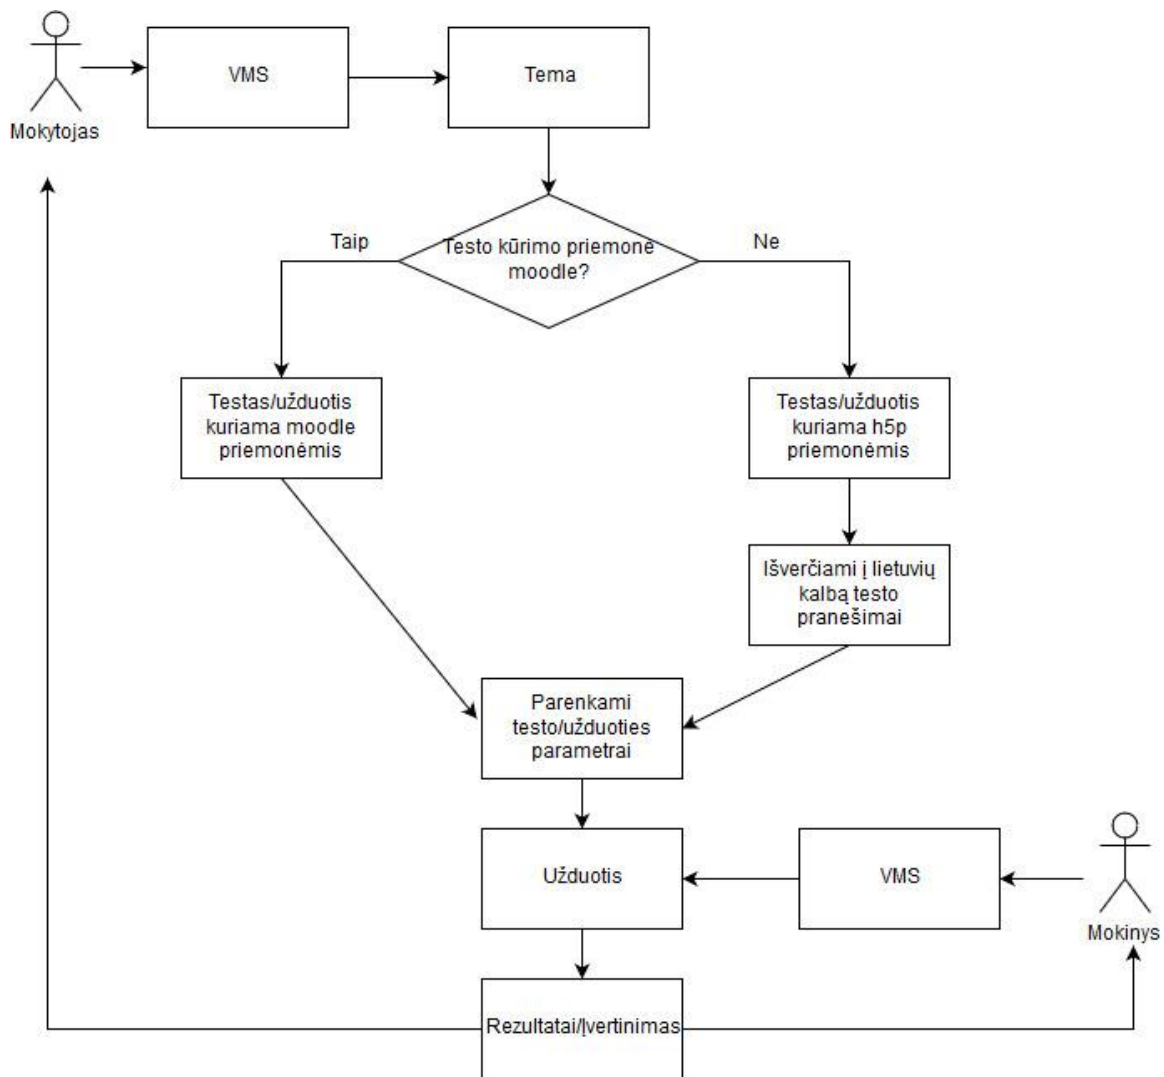 VMS
Tema
Mokytojas
Taip
Testo kūrimo priemonė
moodle?
Ne
Testas/užduotis
kuriama moodle
priemonėmis
Testas/užduotis
kuriama h5p
priemonėmis
Išverčiami į lietuvių
kalbą testo
pranešimai
Parenkami
testo/užduoties
parametrai
Užduotis
VMS
Mokinys
Rezultatai/Įvertinimas